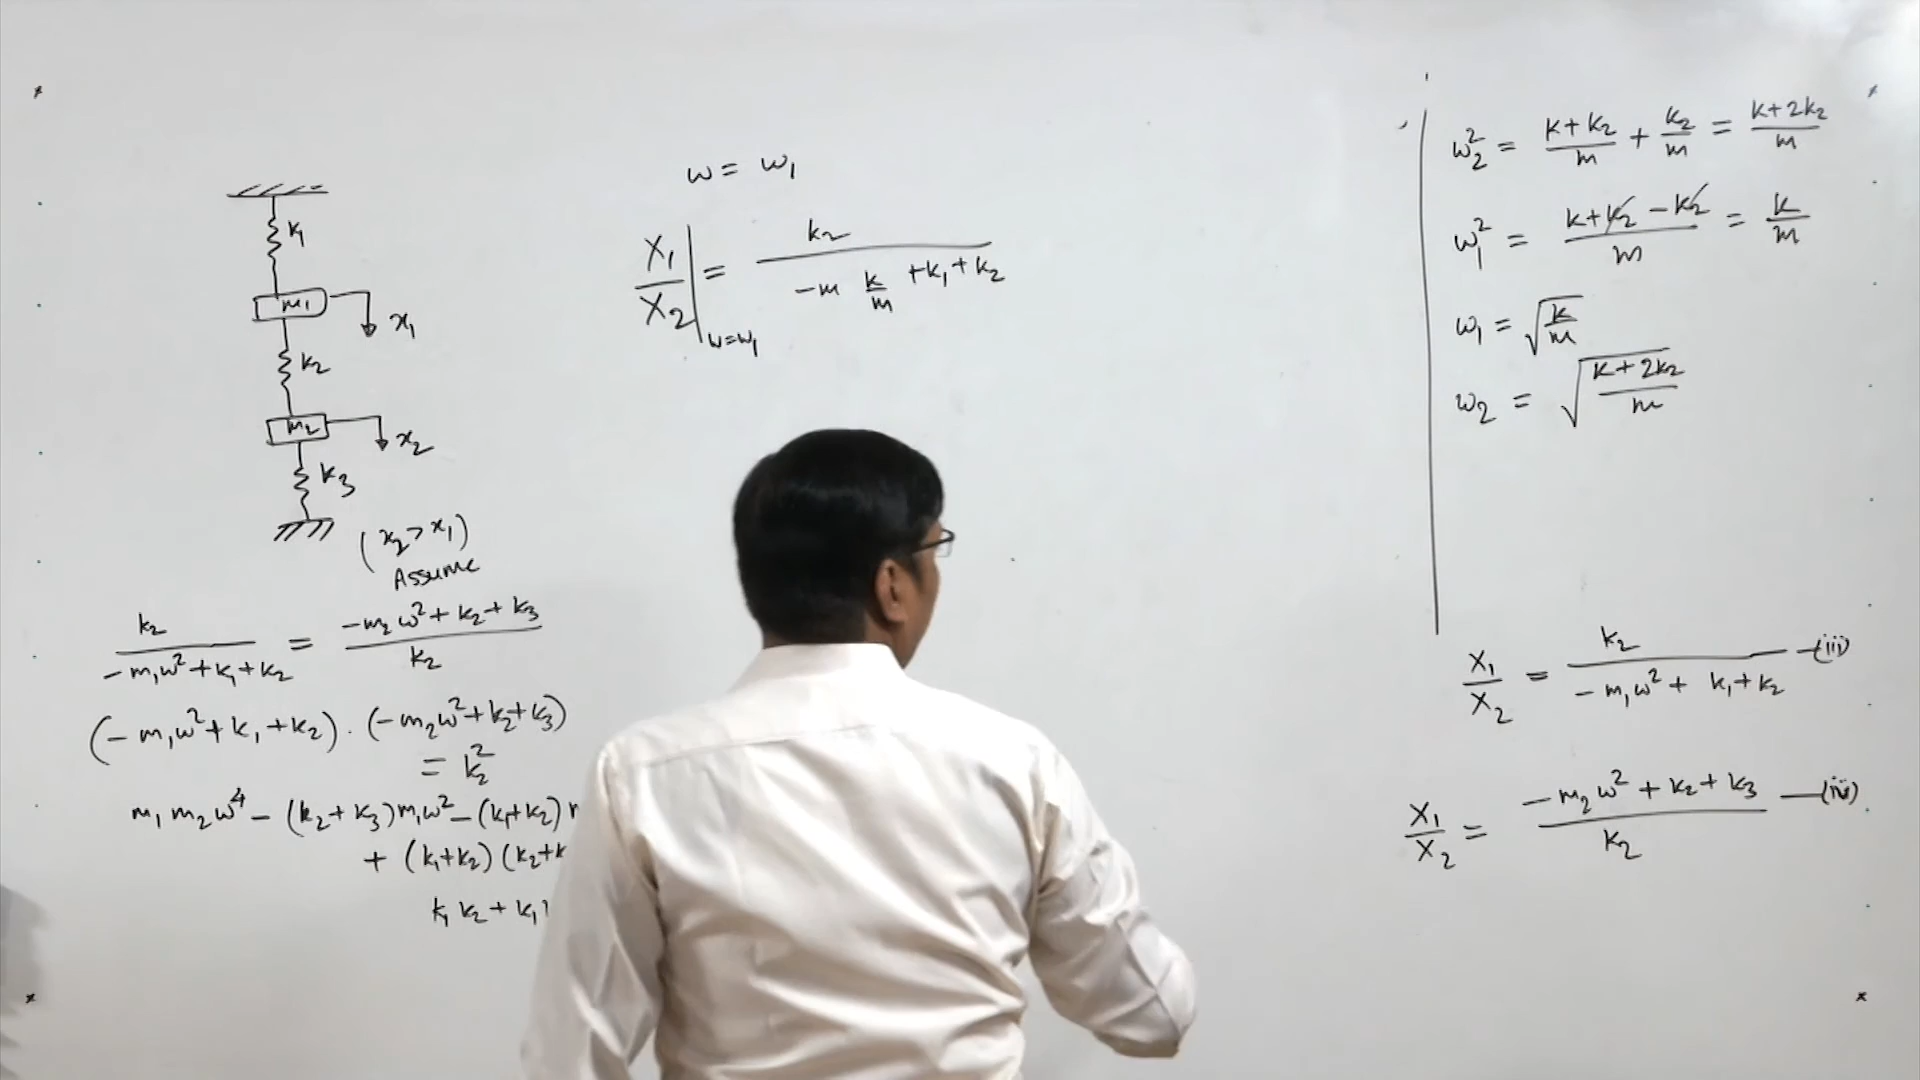 k₁
m₁
x₁
k₂
m₂
x₂
k₃
(x₂ > x₁)
Assume
k₂ / (-m₁ω² + k₁ + k₂) = (-m₂ω² + k₂ + k₃) / k₂
(-m₁ω² + k₁ + k₂) . (-m₂ω² + k₂ + k₃)
= k₂²
m₁ m₂ ω⁴ - (k₂ + k₃) m₁ω² - (k₁ + k₂)
+ (k₁ + k₂) (k₂ + k
k₁ k₂ + k₁
ω = ω₁
X₁ / X₂ |ω=ω₁ = k₂ / (-m k/m + k₁ + k₂)
ω₂² = (k + k₂)/m + k₂/m = (k + 2k₂)/m
ω₁² = (k + k₂ - k₂)/m = k/m
ω₁ = √(k/m)
ω₂ = √((k + 2k₂)/m)
X₁ / X₂ = k₂ / (-m₁ω² + k₁ + k₂) —(iii)
X₁ / X₂ = (-m₂ω² + k₂ + k₃) / k₂ —(iv)